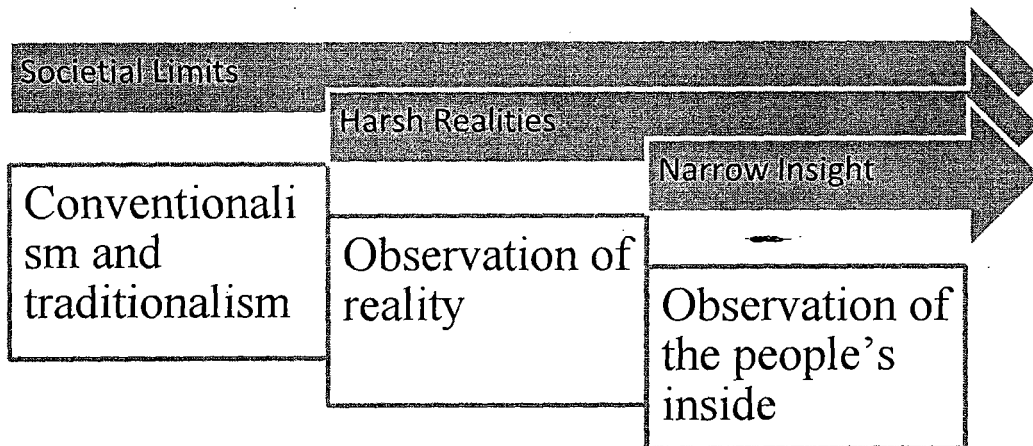 Societial Limits
Harsh Realities
Narrow Insight
Conventionali
sm and
traditionalism
Observation of
reality
Observation of
the people's
inside